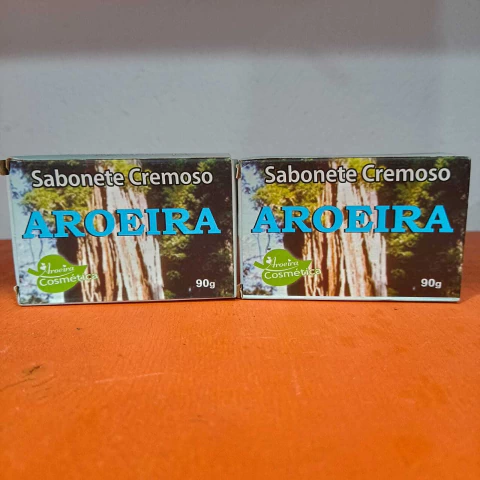 Sabonete Cremoso
AROEIRA
Aroeira
Cosmética
90g
Sabonete Cremoso
AROEIRA
Aroeira
Cosmética
90g